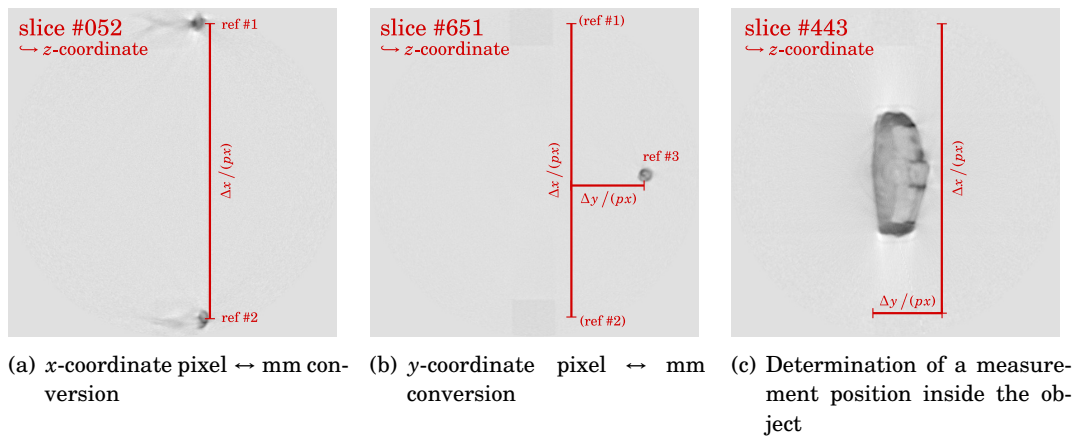 slice #052
↪ z-coordinate
ref #1
Δx /(px)
ref #2
slice #651
↪ z-coordinate
(ref #1)
Δx /(px)
ref #3
Δy /(px)
(ref #2)
slice #443
↪ z-coordinate
Δx /(px)
Δy /(px)
(a) x-coordinate pixel ↔ mm con-
version
(b) y-coordinate pixel ↔ mm
conversion
(c) Determination of a measure-
ment position inside the ob-
ject